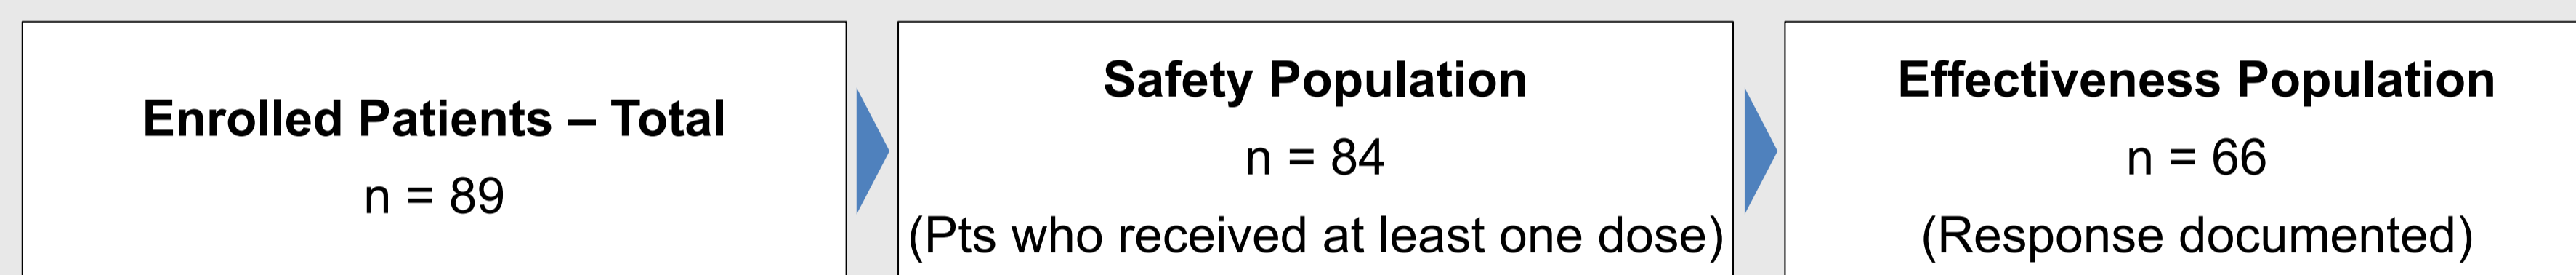 Enrolled Patients – Total
n = 89
Safety Population
n = 84
(Pts who received at least one dose)
Effectiveness Population
n = 66
(Response documented)